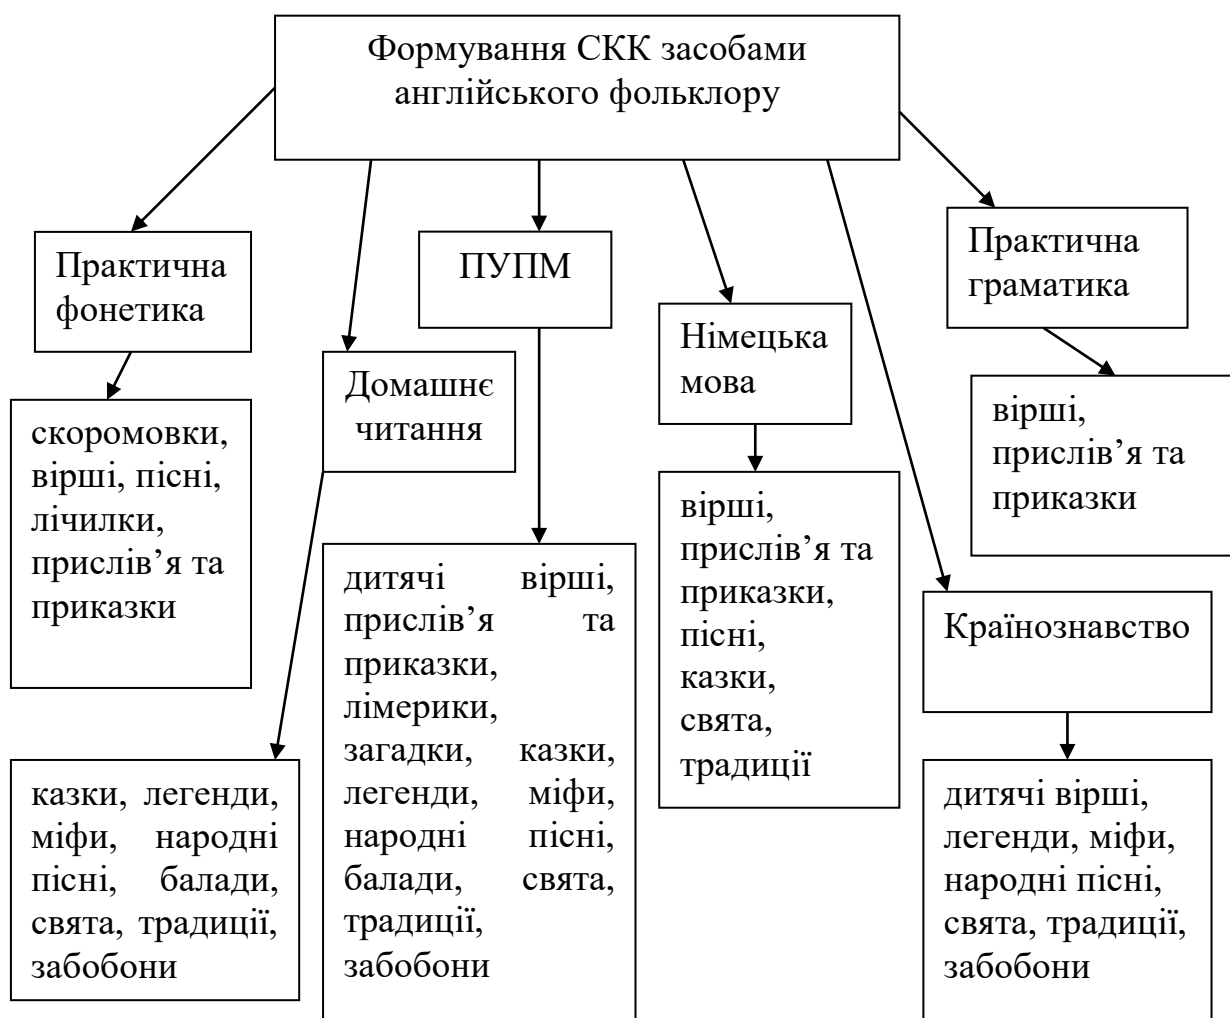 Формування СКК засобами
англійського фольклору
Практична
фонетика
ПУПМ
Практична
граматика
Німецька
мова
Домашнє
читання
скоромовки,
вірші, пісні,
лічилки,
прислів’я та
приказки
вірші,
прислів’я та
приказки
вірші,
прислів’я та
приказки,
пісні,
казки,
свята,
традиції
дитячі вірші,
прислів’я та
приказки,
лімерики,
загадки, казки,
легенди, міфи,
народні пісні,
балади, свята,
традиції,
забобони
Країнознавство
казки, легенди,
міфи, народні
пісні, балади,
свята, традиції,
забобони
дитячі вірші,
легенди, міфи,
народні пісні,
свята, традиції,
забобони